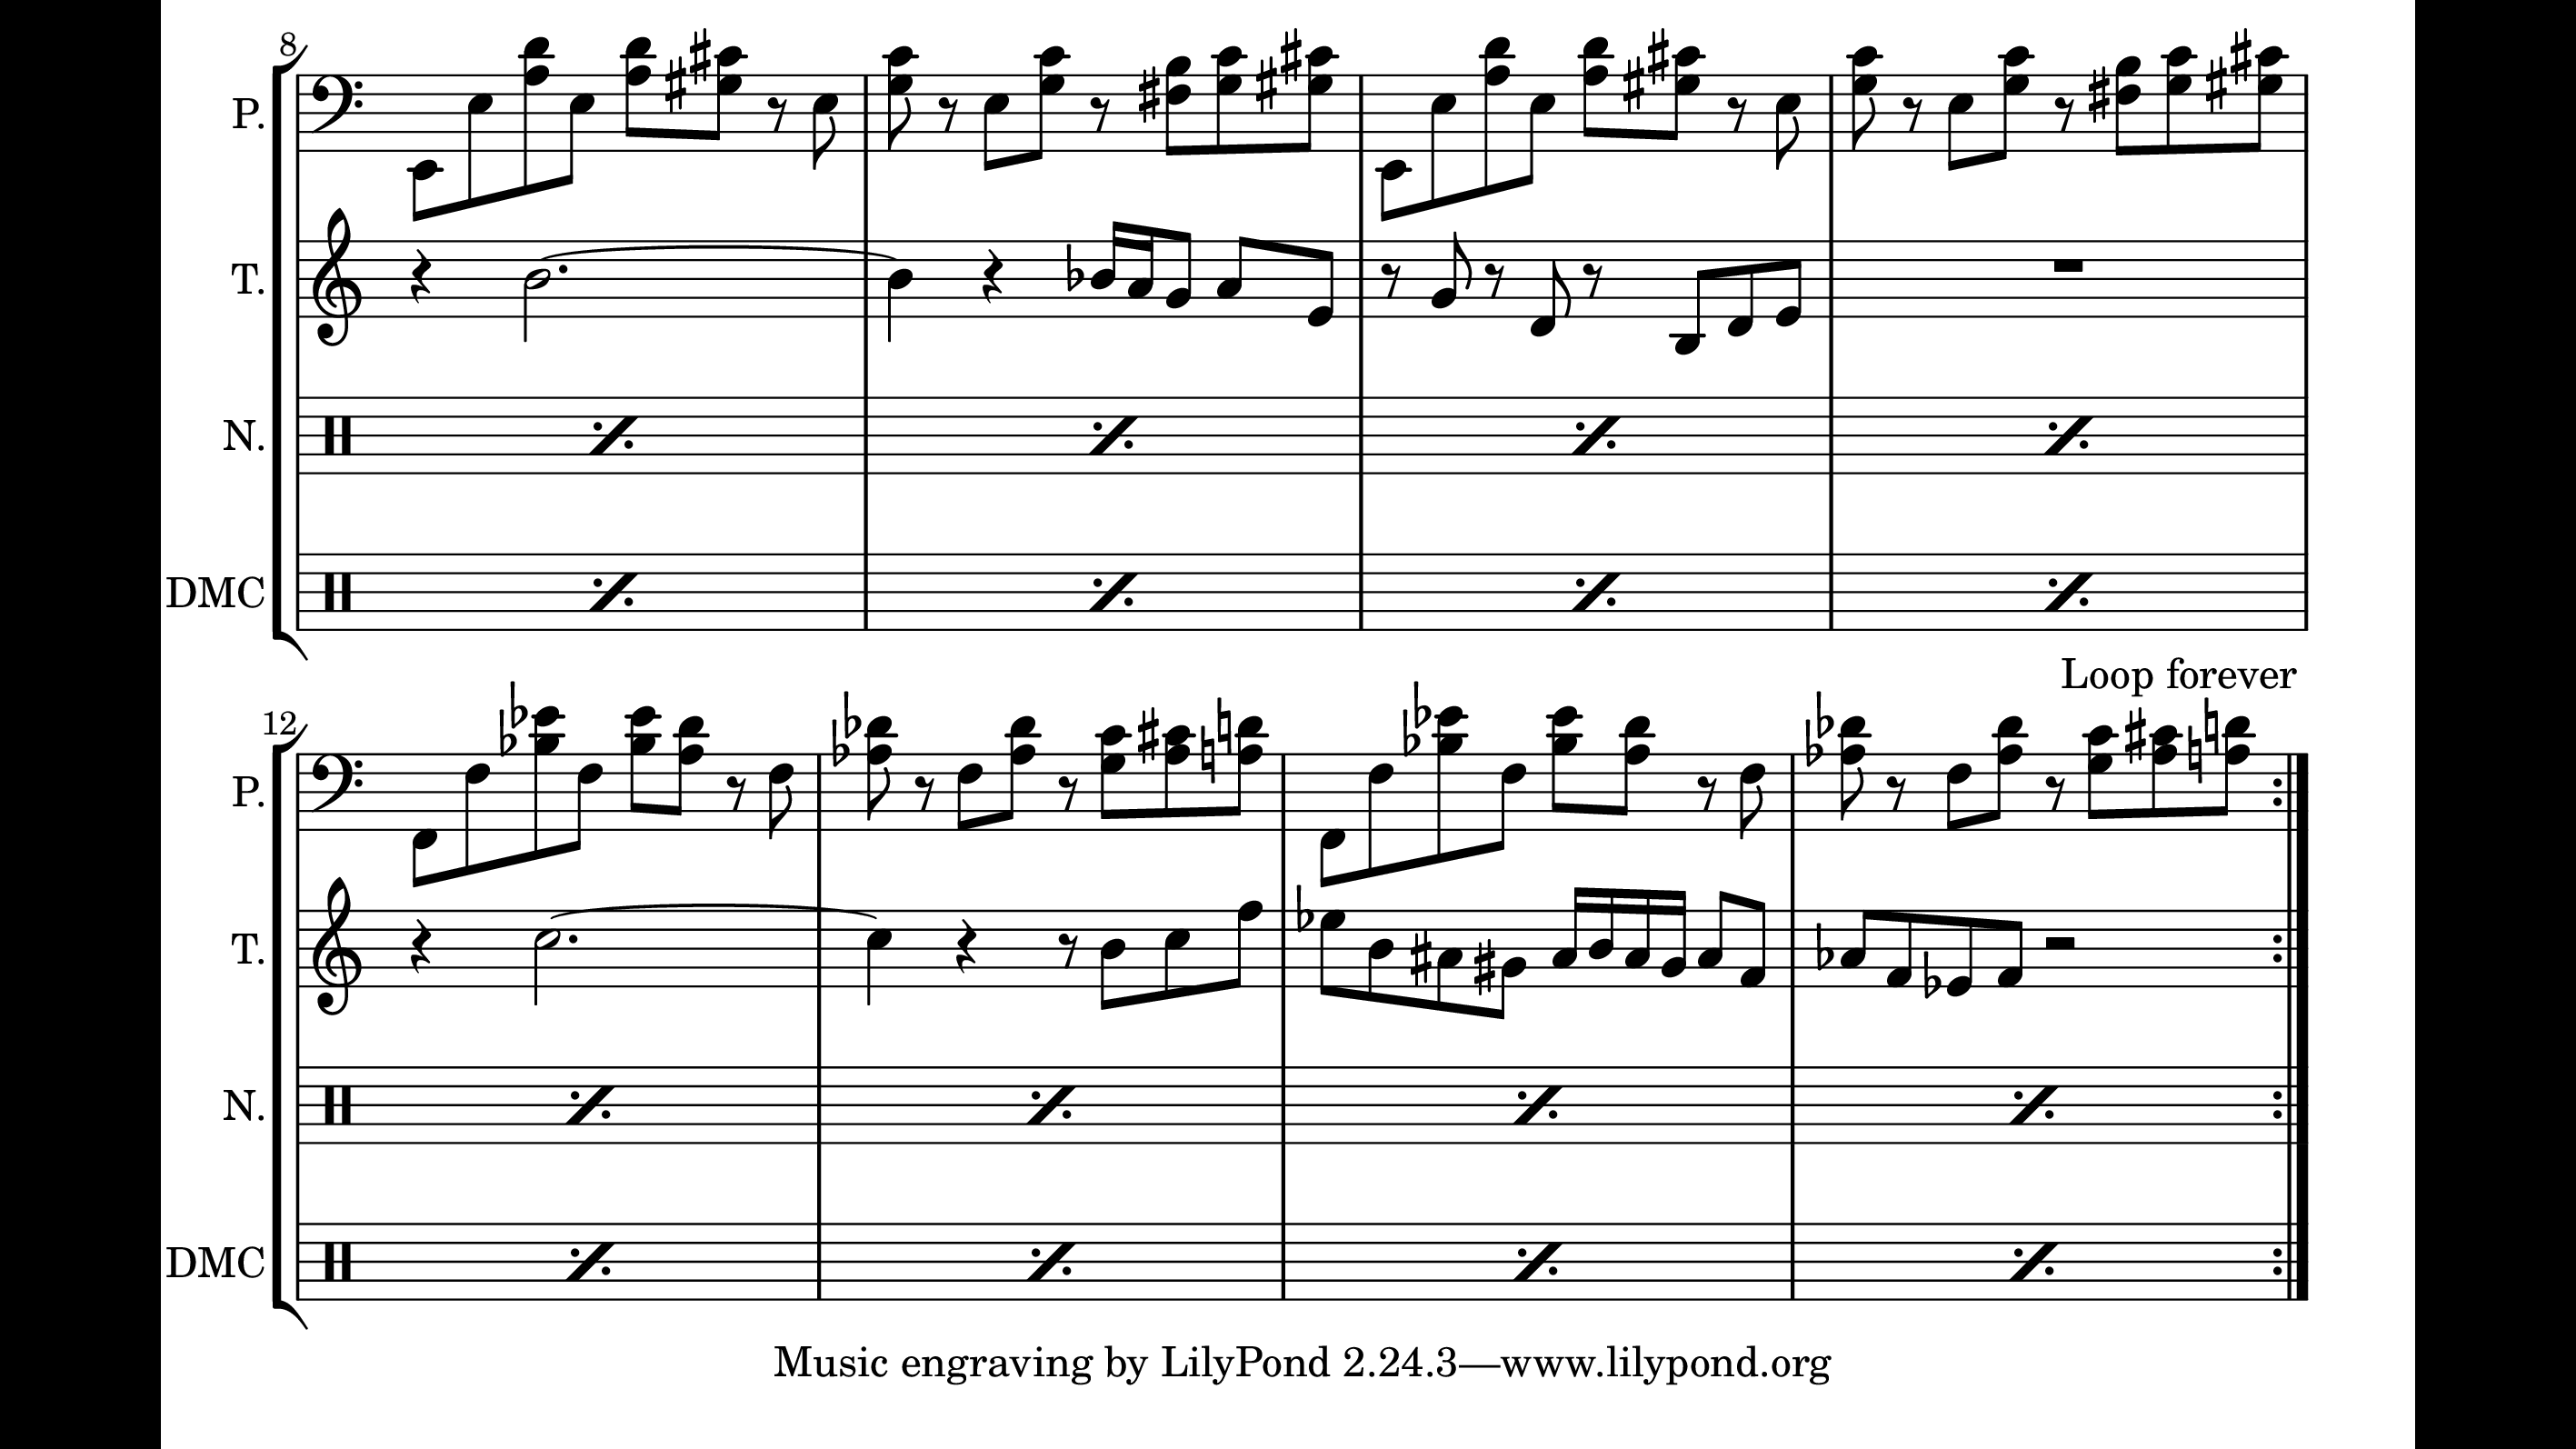 8
P.
T.
N.
DMC
Loop forever
12
P.
T.
N.
DMC
Music engraving by LilyPond 2.24.3—www.lilypond.org